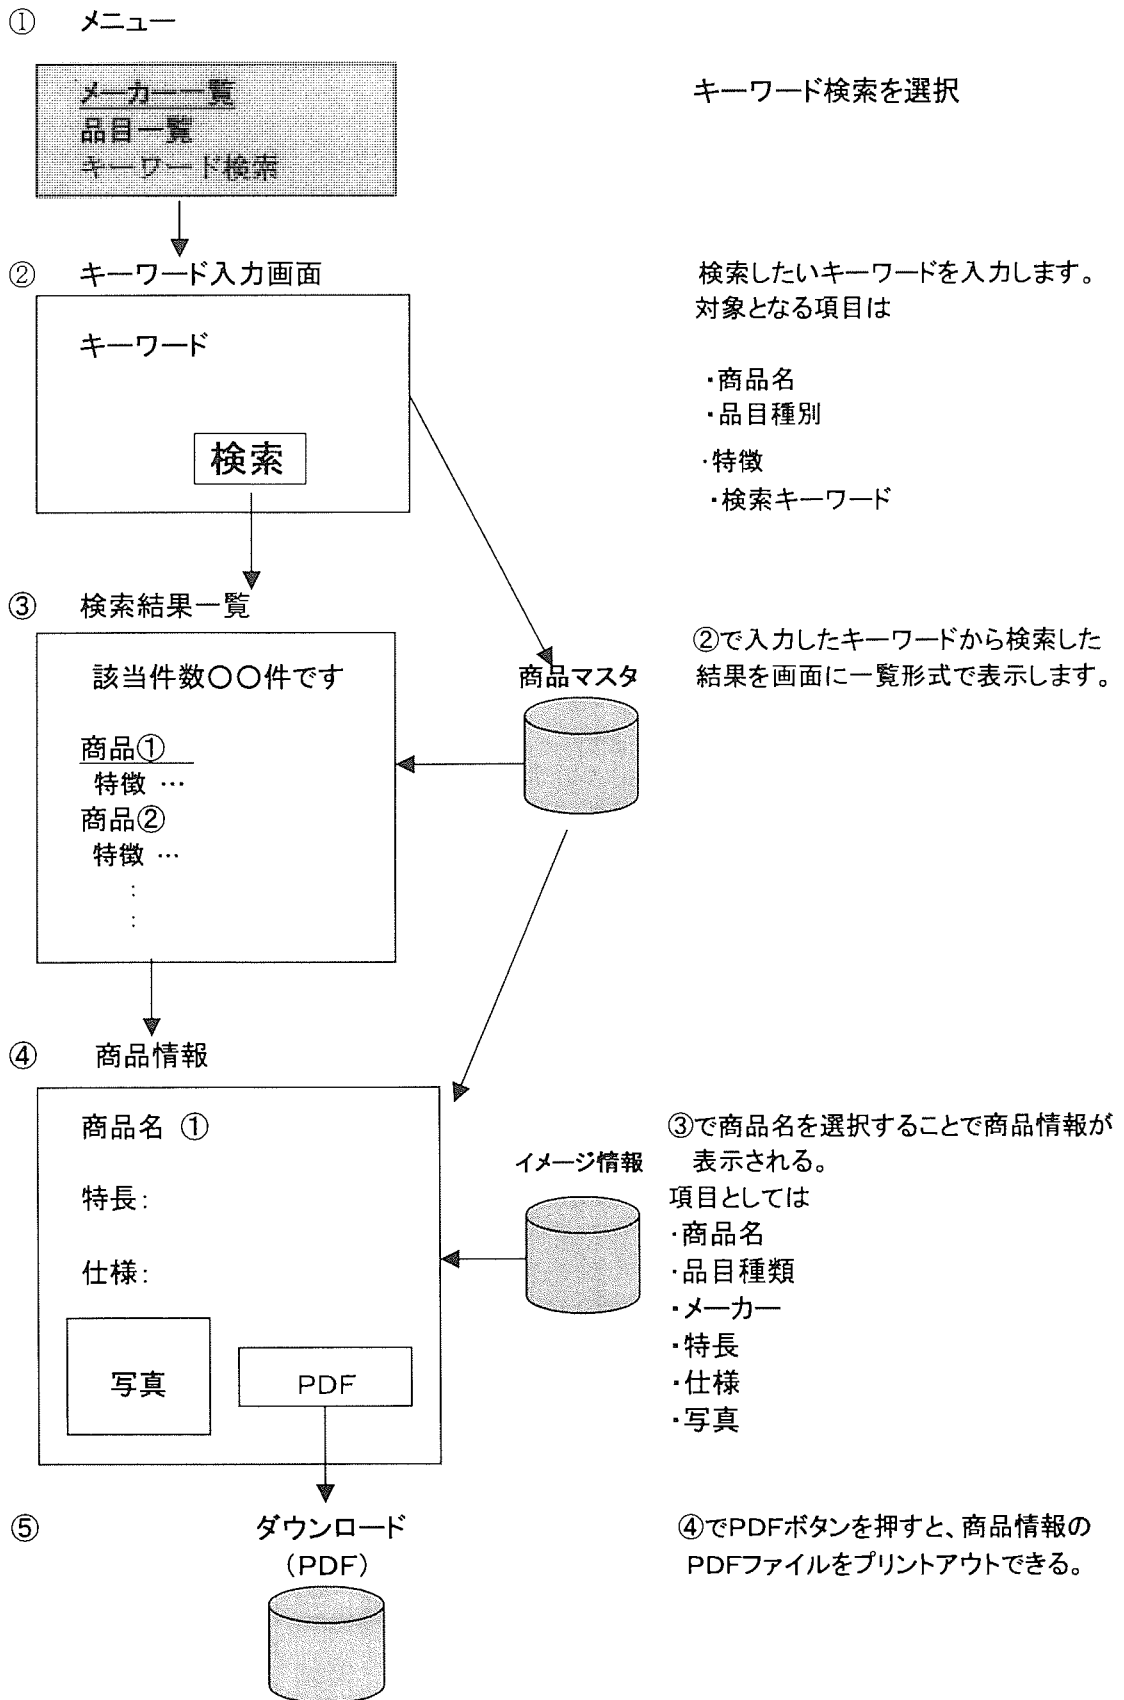 ① メニュー
メーカー一覧
品目一覧
キーワード検索
キーワード検索を選択
② キーワード入力画面
キーワード
検索
検索したいキーワードを入力します。
対象となる項目は
・商品名
・品目種別
・特徴
・検索キーワード
③ 検索結果一覧
該当件数〇〇件です
商品①
特徴 …
商品②
特徴 …
:
:
商品マスタ
②で入力したキーワードから検索した
結果を画面に一覧形式で表示します。
④ 商品情報
商品名 ①
特長:
仕様:
写真
PDF
イメージ情報
③で商品名を選択することで商品情報が
表示される。
項目としては
・商品名
・品目種類
・メーカー
・特長
・仕様
・写真
⑤ ダウンロード
(PDF)
④でPDFボタンを押すと、商品情報の
PDFファイルをプリントアウトできる。